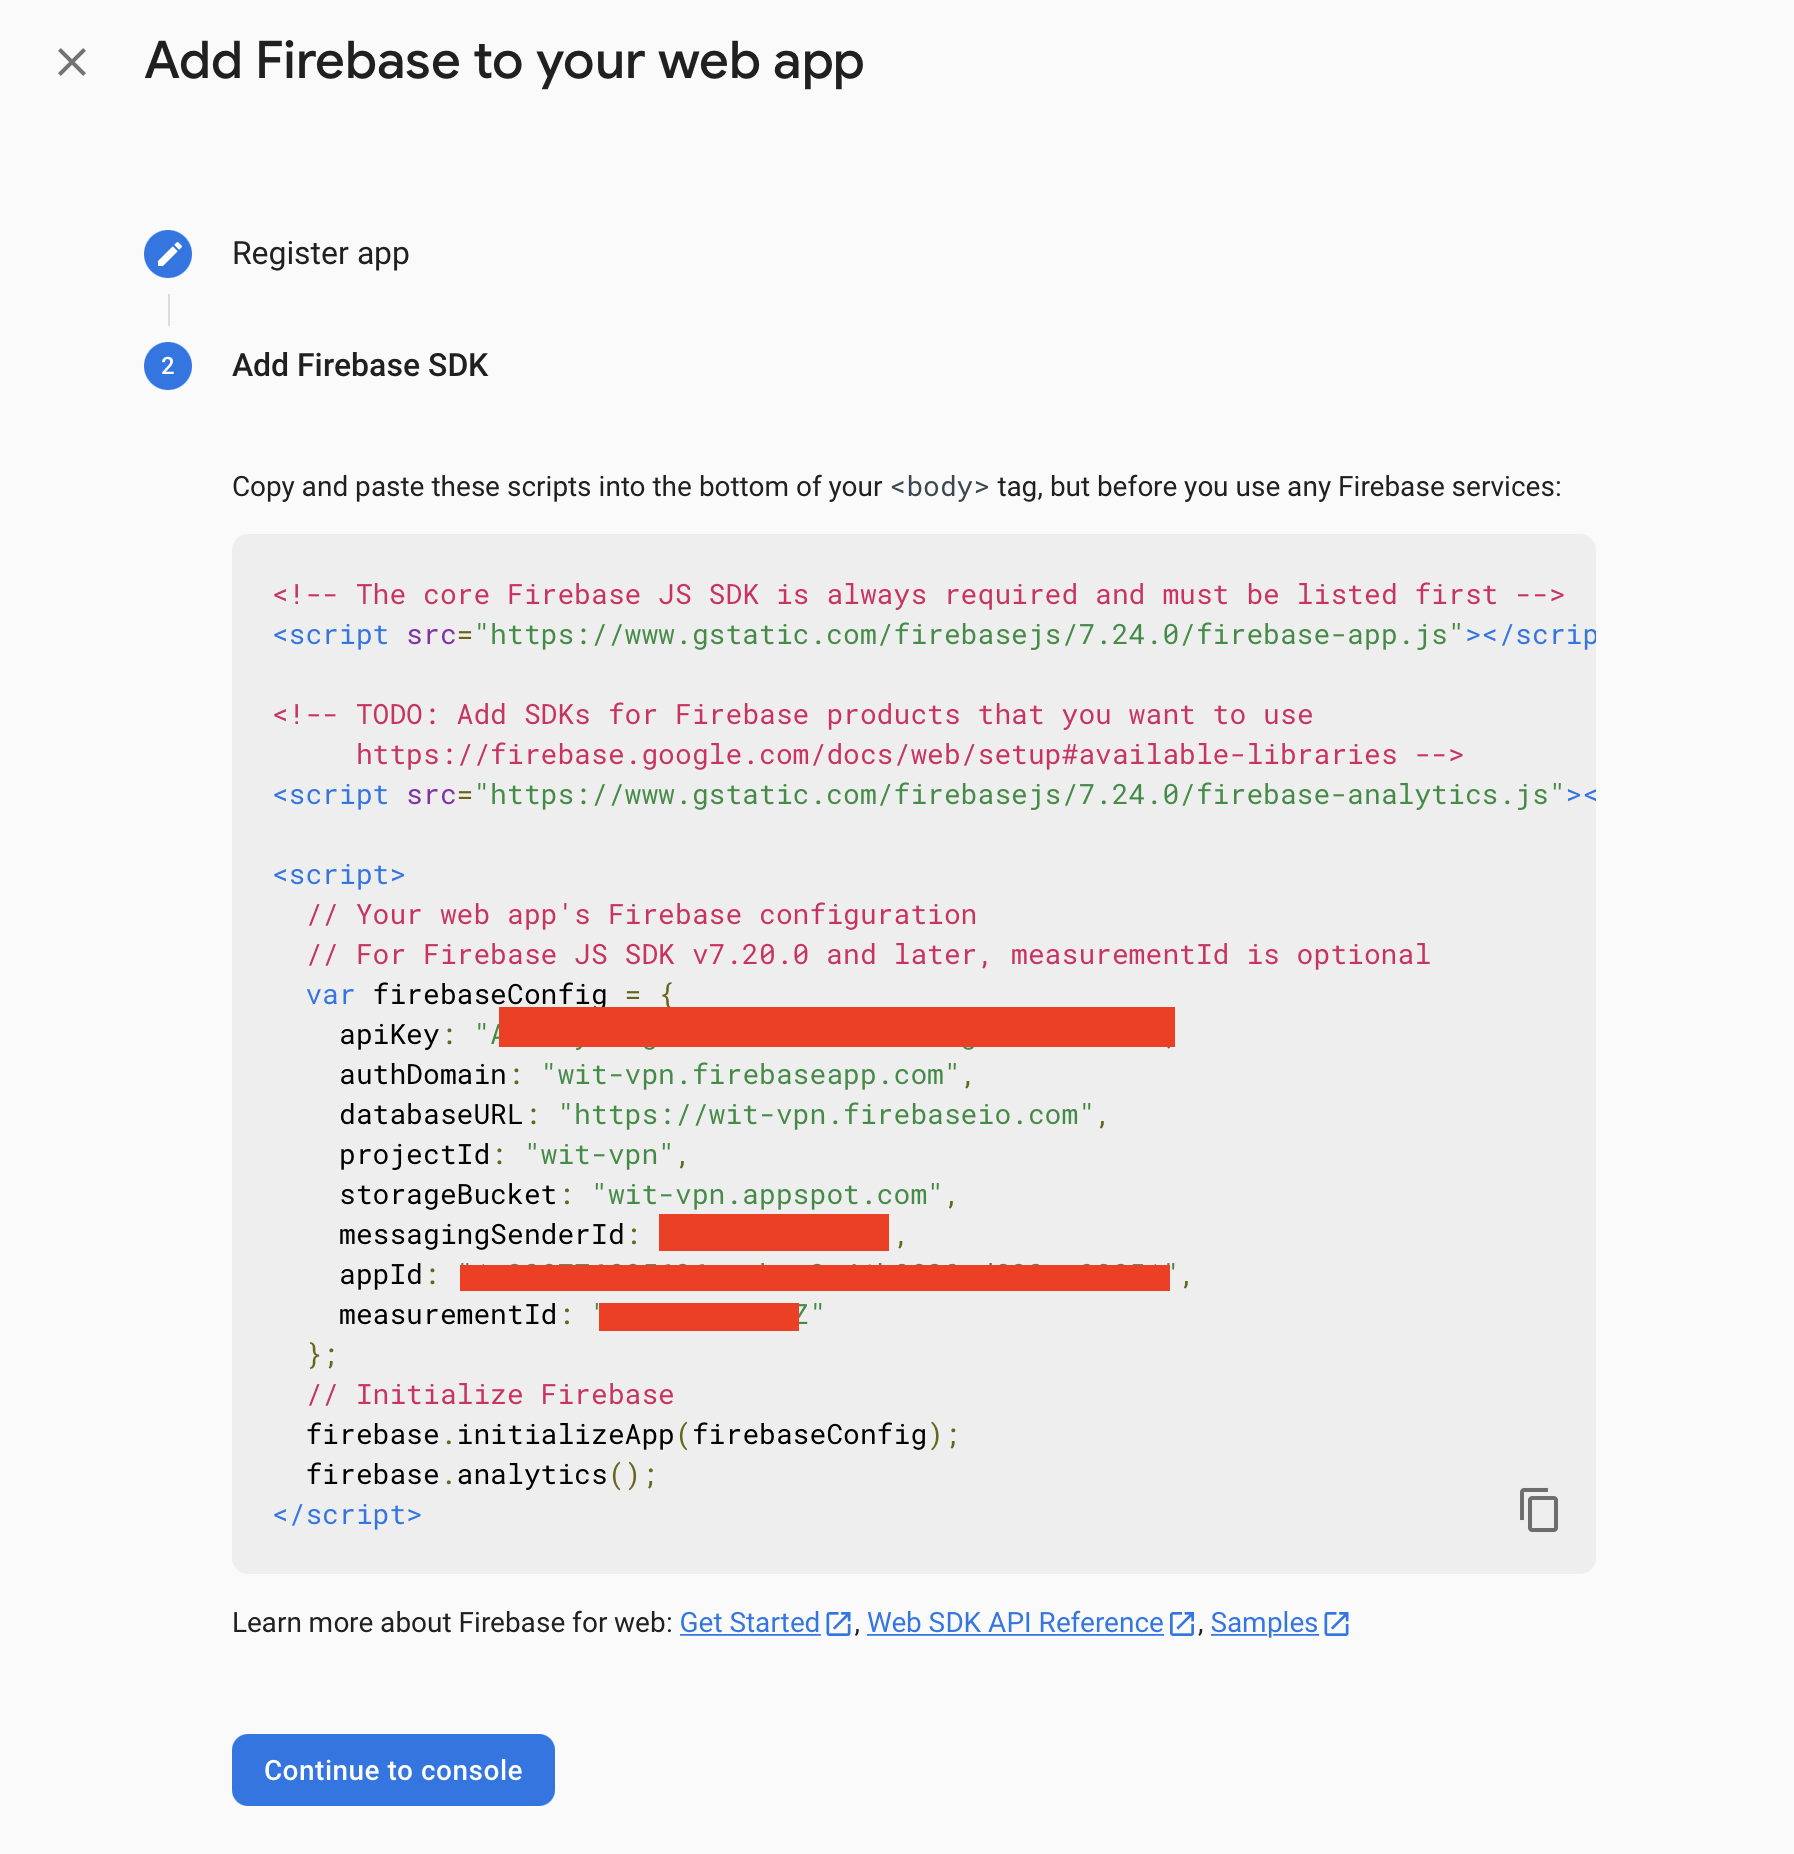 Add Firebase to your web app
Register app
2 Add Firebase SDK
Copy and paste these scripts into the bottom of your <body> tag, but before you use any Firebase services:
<!-- The core Firebase JS SDK is always required and must be listed first -->
<script src="https://www.gstatic.com/firebasejs/7.24.0/firebase-app.js"></scrip
<!-- TODO: Add SDKs for Firebase products that you want to use
https://firebase.google.com/docs/web/setup#available-libraries -->
<script src="https://www.gstatic.com/firebasejs/7.24.0/firebase-analytics.js"><
<script>
// Your web app's Firebase configuration
// For Firebase JS SDK v7.20.0 and later, measurementId is optional
var firebaseConfig = {
apiKey: "
authDomain: "wit-vpn.firebaseapp.com",
databaseURL: "https://wit-vpn.firebaseio.com",
projectId: "wit-vpn",
storageBucket: "wit-vpn.appspot.com",
messagingSenderId: ,
appId: ",
measurementId: "Z"
};
// Initialize Firebase
firebase.initializeApp(firebaseConfig);
firebase.analytics();
</script>
Learn more about Firebase for web: Get Started, Web SDK API Reference, Samples
Continue to console